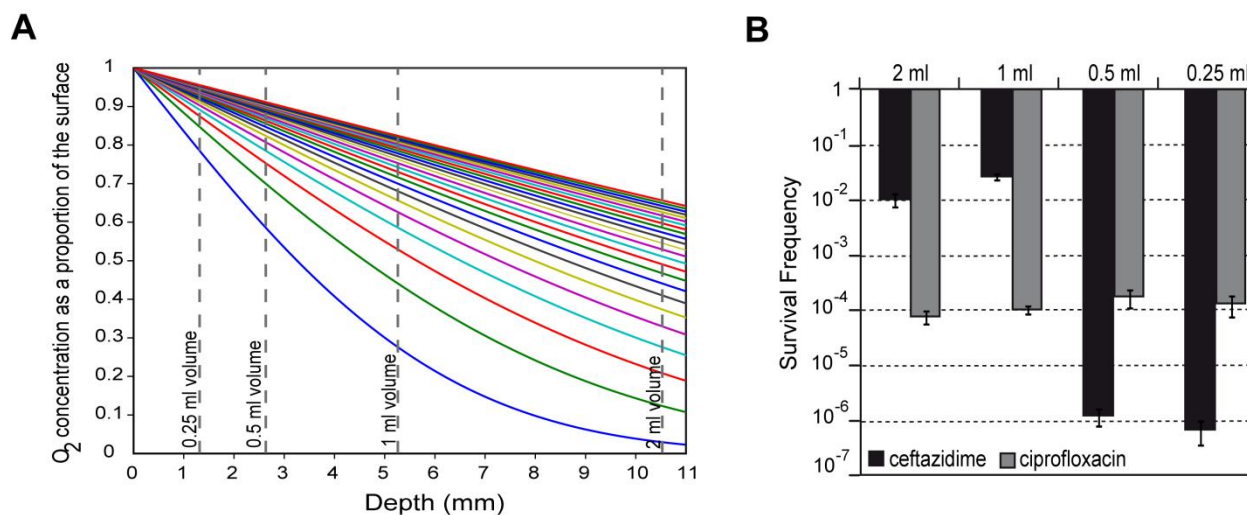 A
O2 concentration as a proportion of the surface
1
0.9
0.8
0.7
0.6
0.5
0.4
0.3
0.2
0.1
0
0 1 2 3 4 5 6 7 8 9 10 11
Depth (mm)
0.25 ml volume
0.5 ml volume
1 ml volume
2 ml volume
B
2 ml 1 ml 0.5 ml 0.25 ml
Survival Frequency
1
10-1
10-2
10-3
10-4
10-5
10-6
10-7
ceftazidime ciprofloxacin